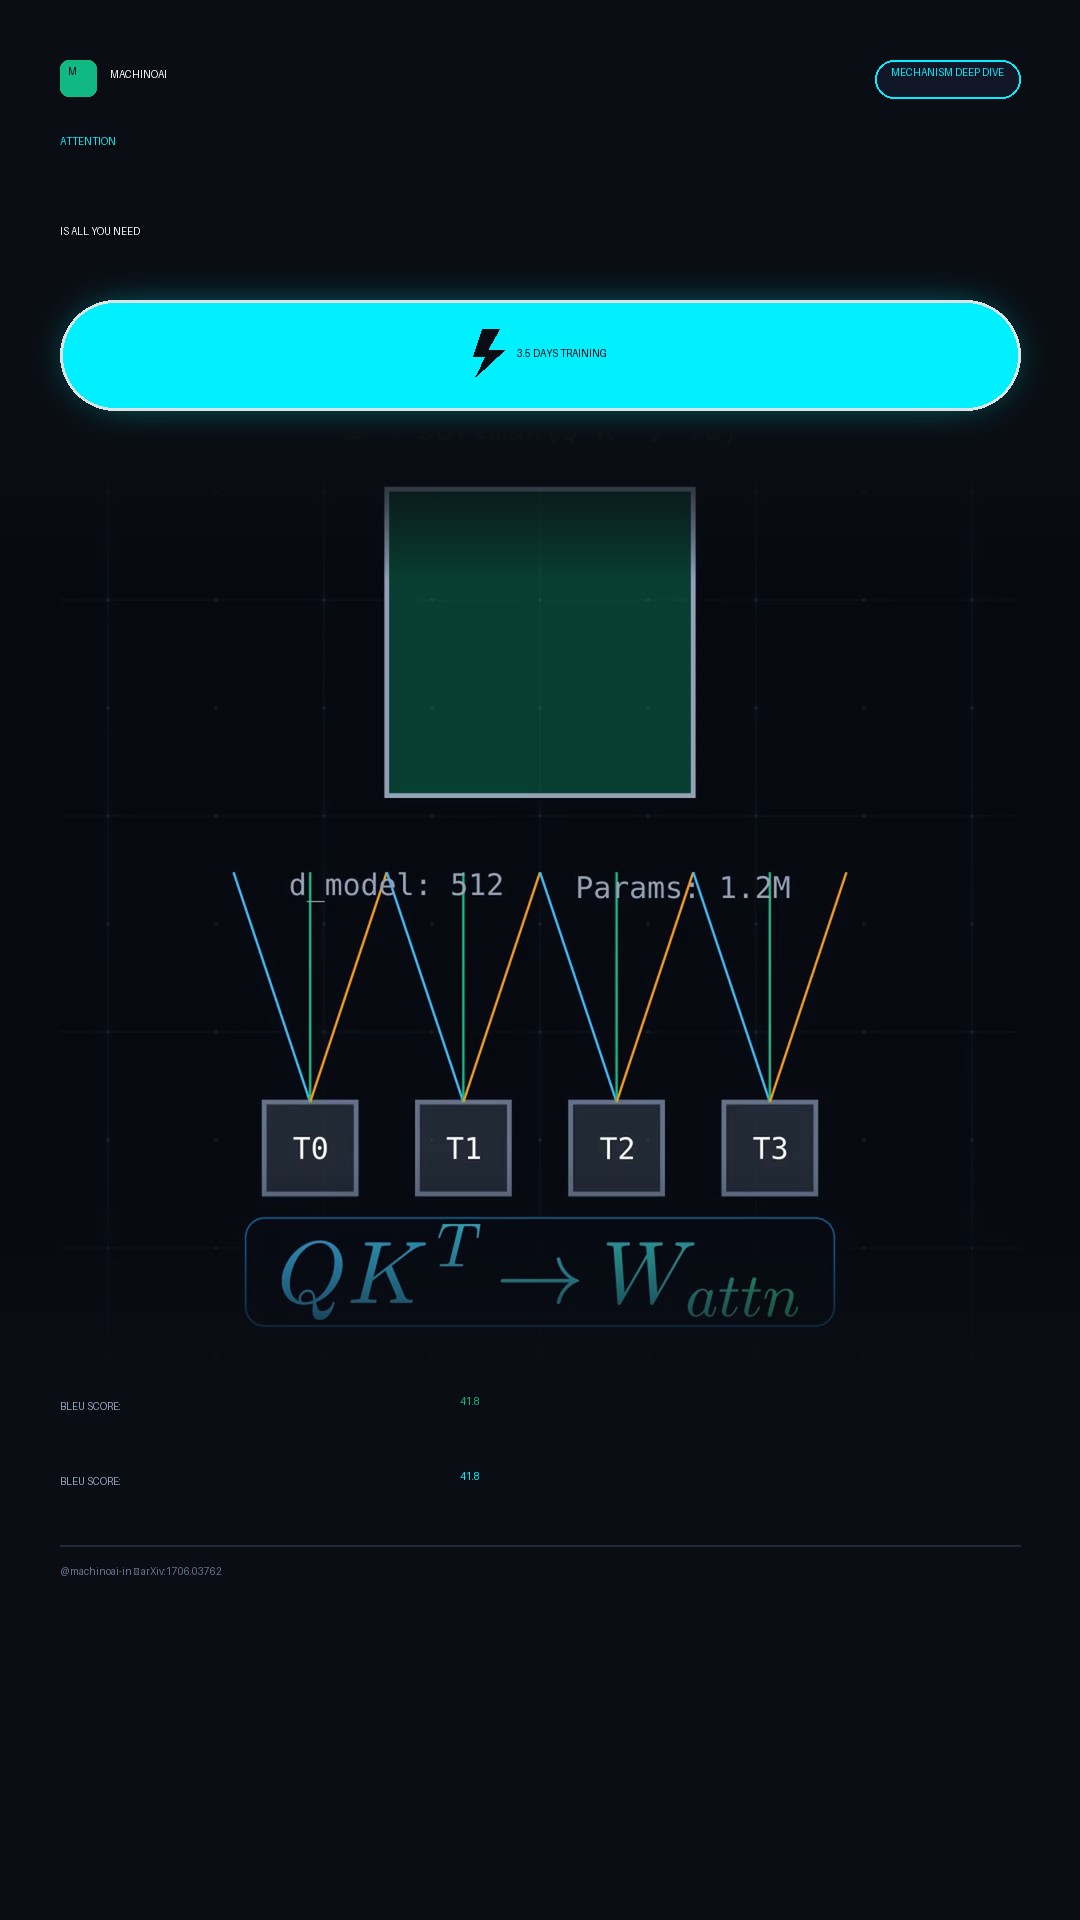 M MACHINOAI
MECHANISM DEEP DIVE
ATTENTION
IS ALL YOU NEED
3.5 DAYS TRAINING
d_model: 512
Params: 1.2M
T0 T1 T2 T3
QK^T → W_attn
BLEU SCORE: 41.8
BLEU SCORE: 41.8
@machinoai-in arXiv:1706.03762